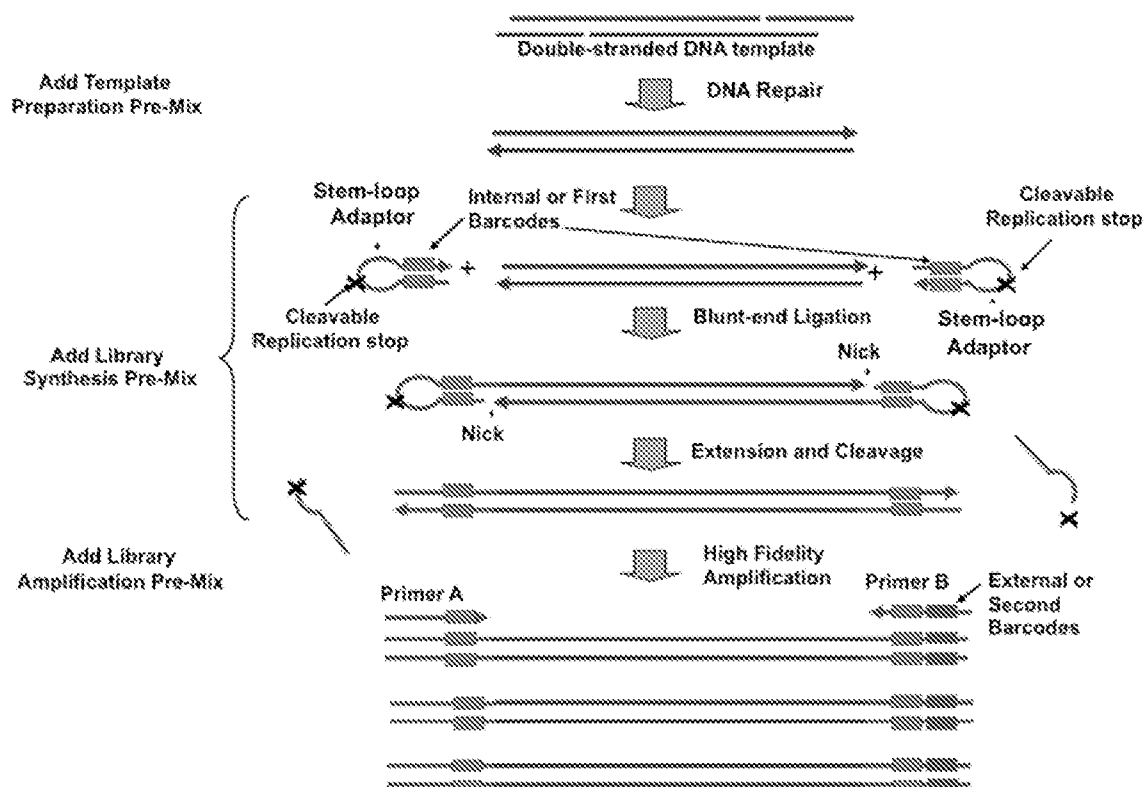 Double-stranded DNA template
Add Template
Preparation Pre-Mix
DNA Repair
Stem-loop
Adaptor
Internal or First
Barcodes
Cleavable
Replication stop
+
+
Cleavable
Replication stop
Blunt-end Ligation
Stem-loop
Adaptor
Add Library
Synthesis Pre-Mix
Nick
Nick
Extension and Cleavage
Add Library
Amplification Pre-Mix
High Fidelity
Amplification
Primer A
Primer B
External or
Second
Barcodes